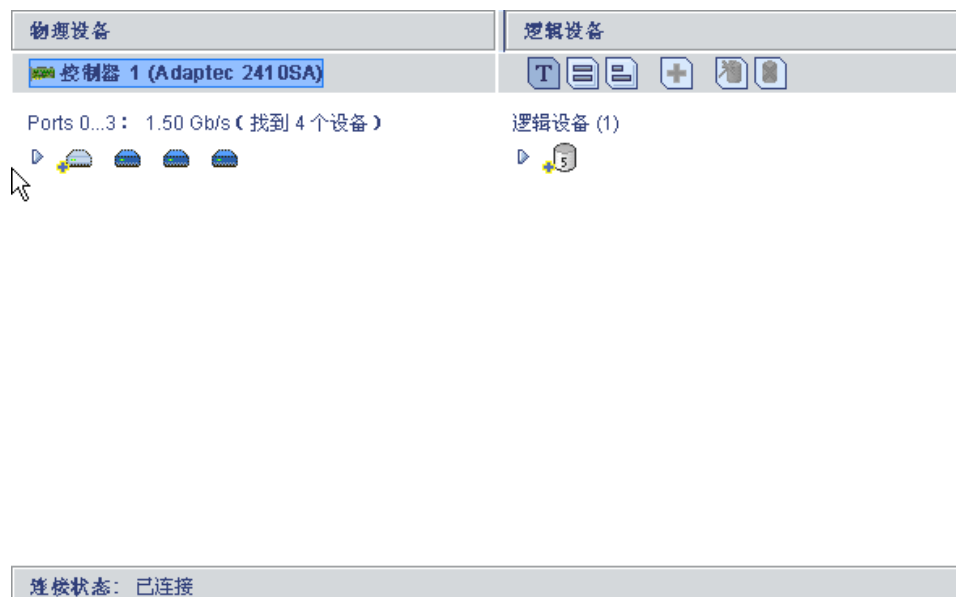 物理设备
逻辑设备
控制器 1 (Adaptec 2410SA)
T
Ports 0...3： 1.50 Gb/s（找到 4 个设备）
逻辑设备 (1)
5
连接状态： 已连接